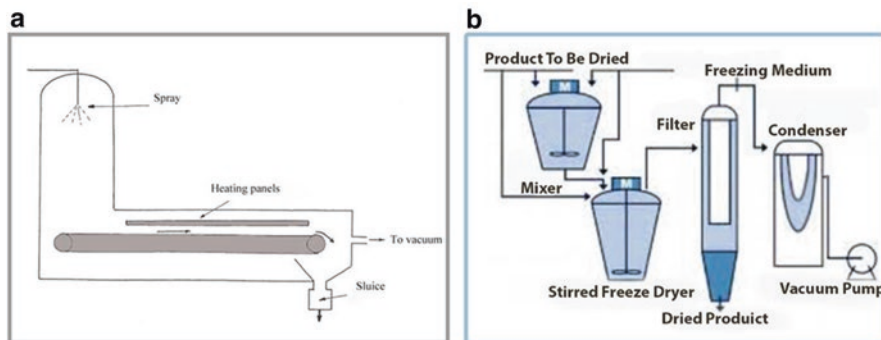 a
Spray
Heating panels
To vacuum
Sluice
b
Product To Be Dried
Freezing Medium
M
Filter
Condenser
Mixer
M
Stirred Freeze Dryer
Vacuum Pump
Dried Produict